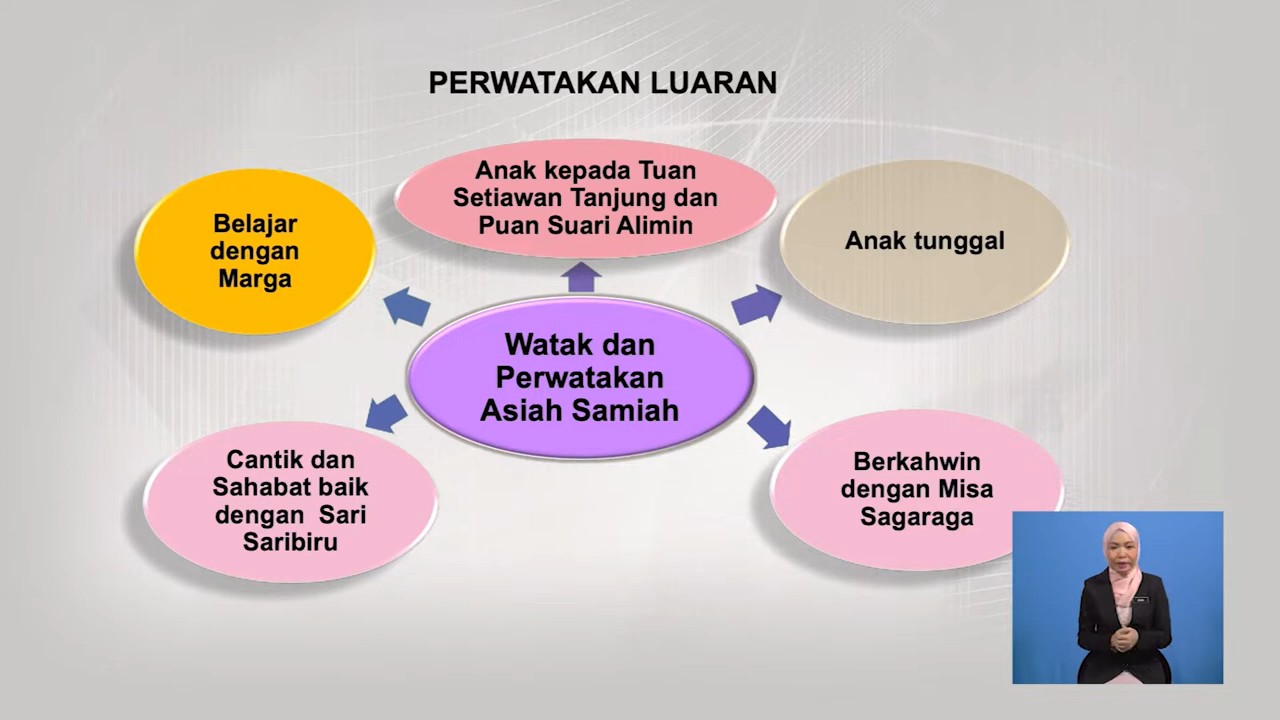 PERWATAKAN LUARAN
Belajar
dengan
Marga
Anak kepada Tuan
Setiawan Tanjung dan
Puan Suari Alimin
Anak tunggal
Watak dan
Perwatakan
Asiah Samiah
Cantik dan
Sahabat baik
dengan Sari
Saribiru
Berkahwin
dengan Misa
Sagaraga